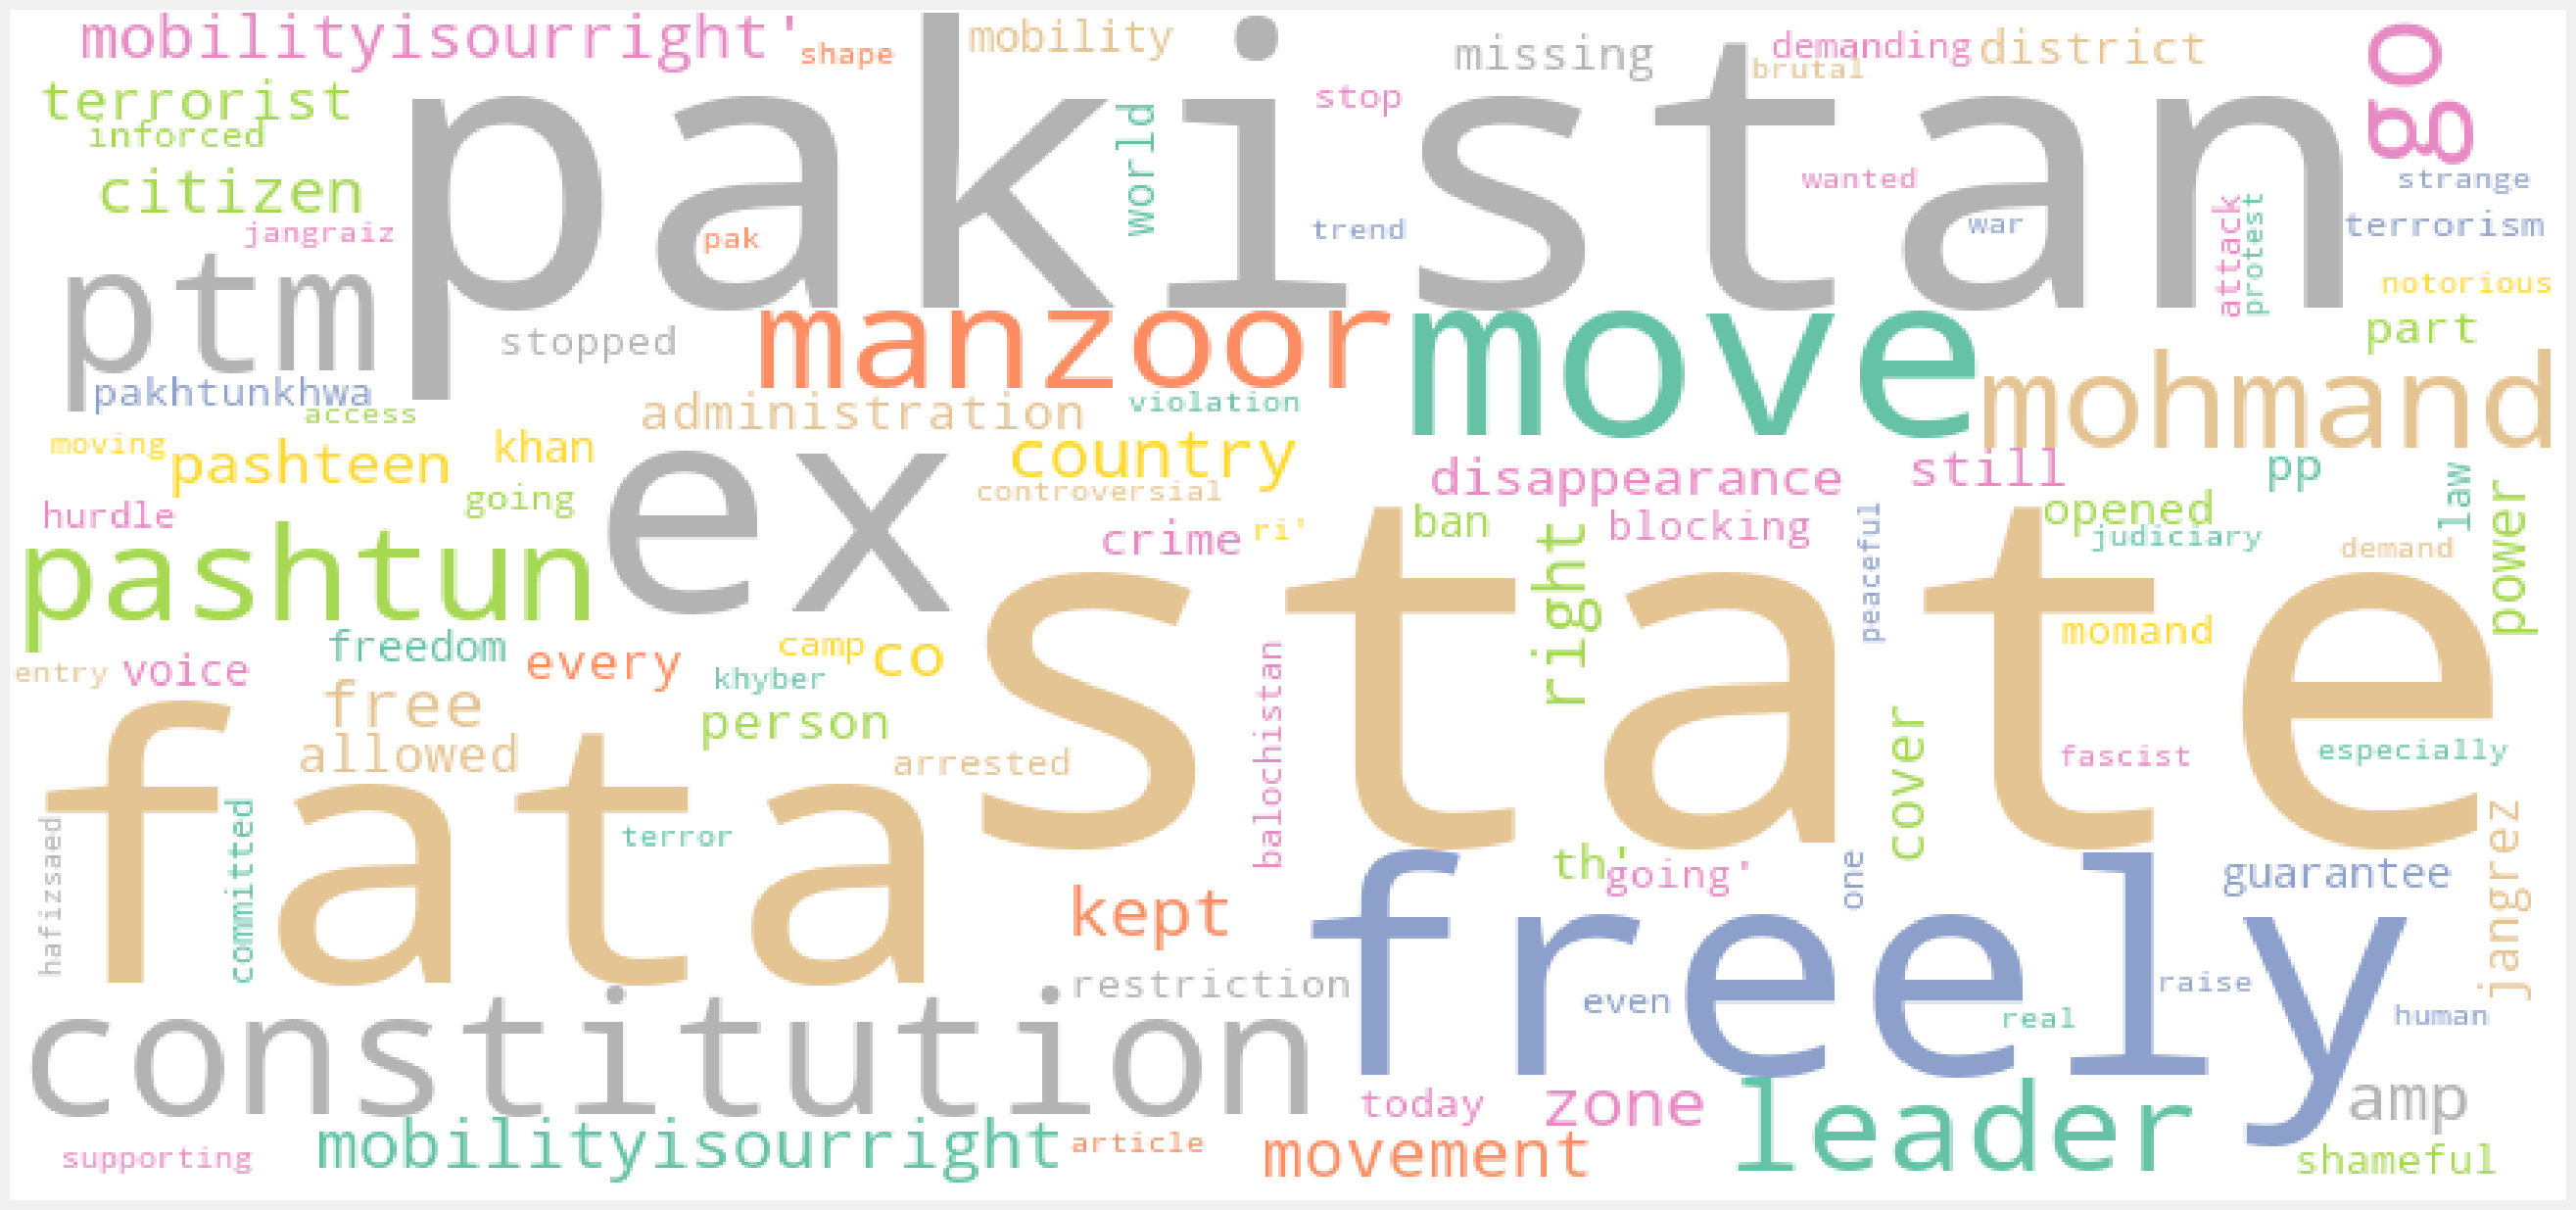 mobilityisourright'
shape
mobility
missing
demanding
district
go
brutal
terrorist
inforced
pakistan
stop
world
citizen
wanted
strange
jangraiz
pak
trend
war
attack
protest
terrorism
ptm
notorious
stopped
manzoor
move
part
pakhtunkhwa
access
administration
violation
mohmand
moving
pashteen
khan
country
disappearance
still
pp
law
going
controversial
hurdle
ex
crime
ri'
ban
blocking
opened
judiciary
demand
power
pashtun
right
peaceful
state
momand
freedom
every
camp
co
entry
voice
khyber
balochistan
free
person
cover
allowed
arrested
fascist
especially
fata
hafizsaed
committed
terror
th'
going'
one
guarantee
jangrez
kept
freely
restriction
even
raise
real
human
constitution
today
zone
leader
amp
mobilityisourright
article
movement
supporting
shameful